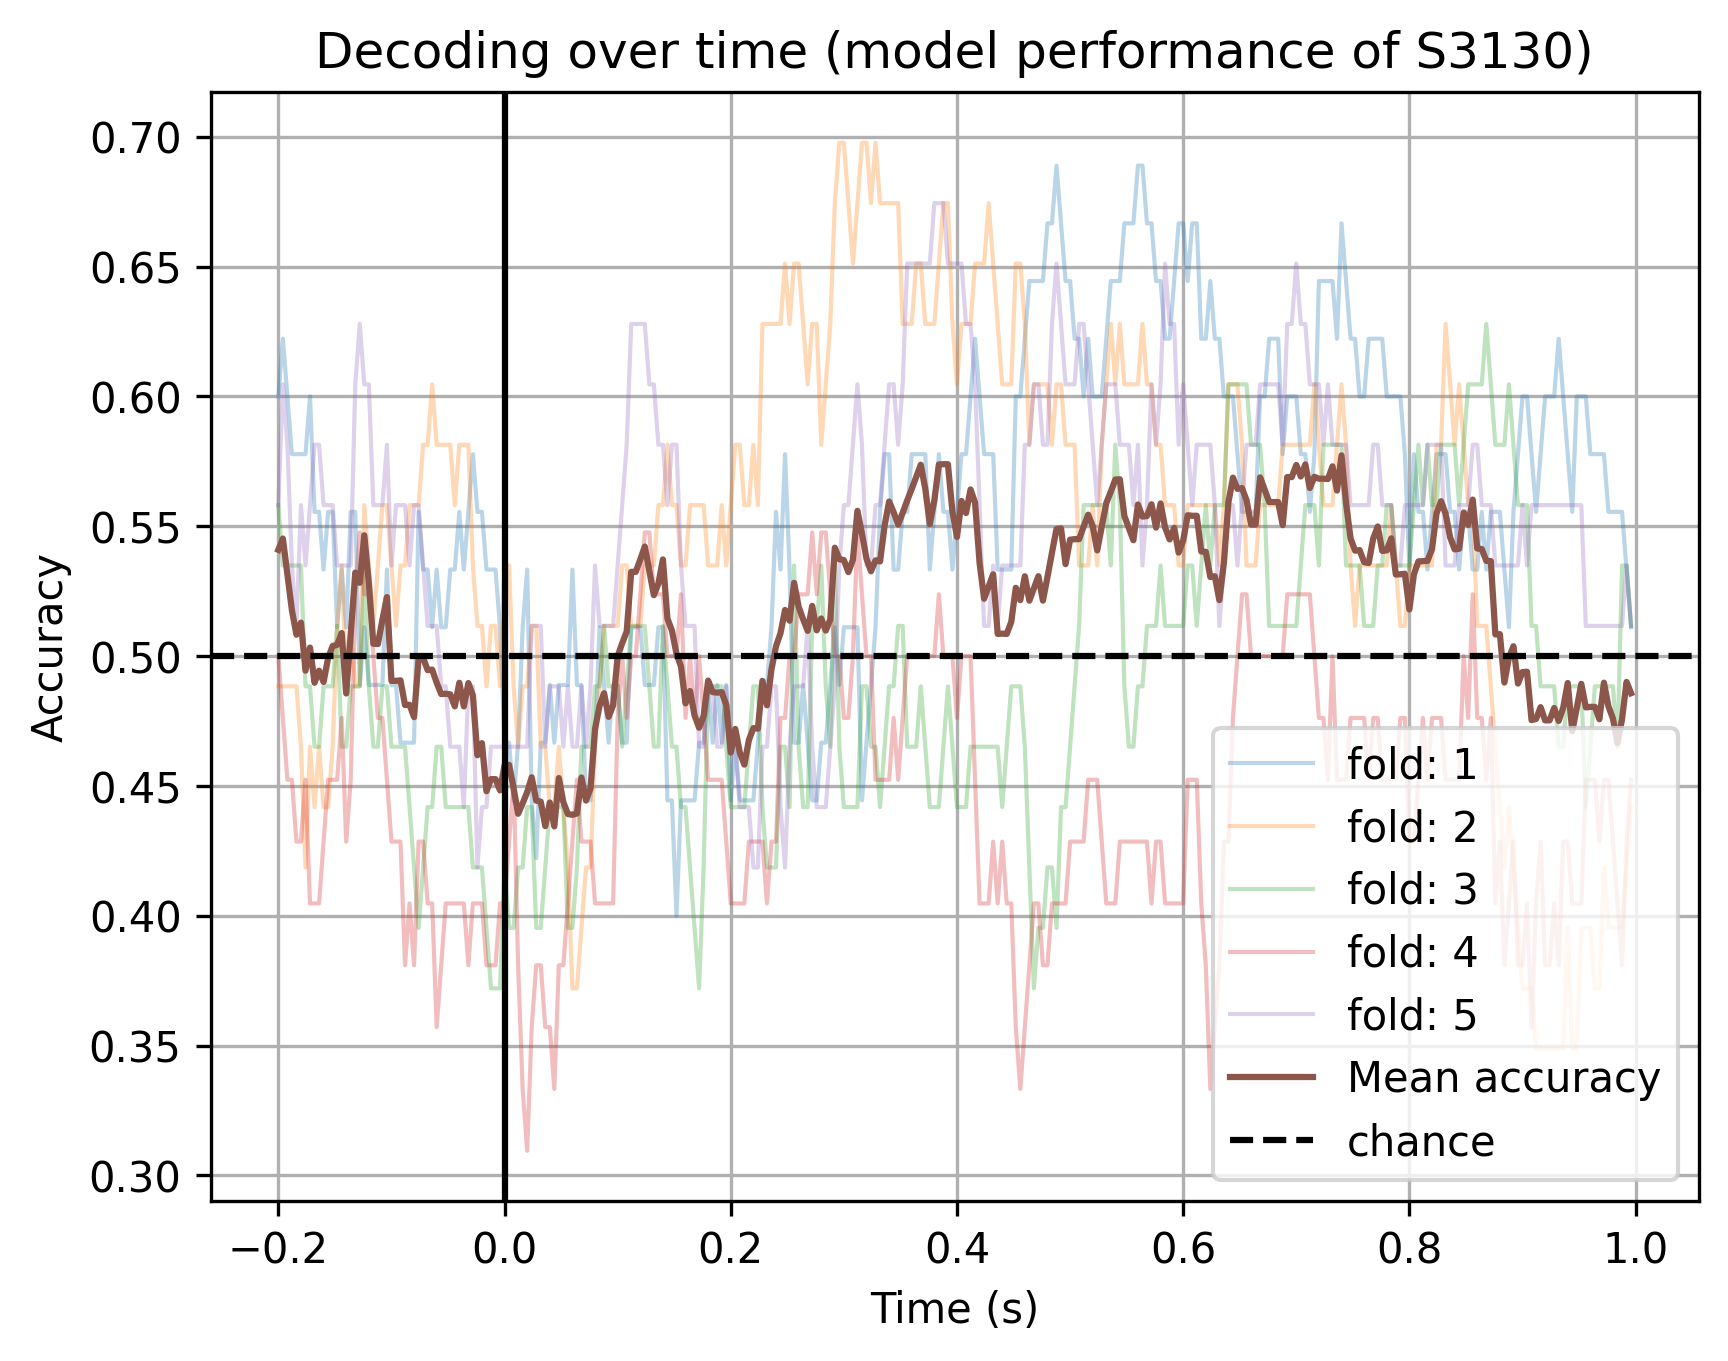 Decoding over time (model performance of S3130)
0.70
0.65
0.60
0.55
0.50
0.45
0.40
0.35
0.30
Accuracy
fold: 1
fold: 2
fold: 3
fold: 4
fold: 5
Mean accuracy
chance
−0.2 0.0 0.2 0.4 0.6 0.8 1.0
Time (s)